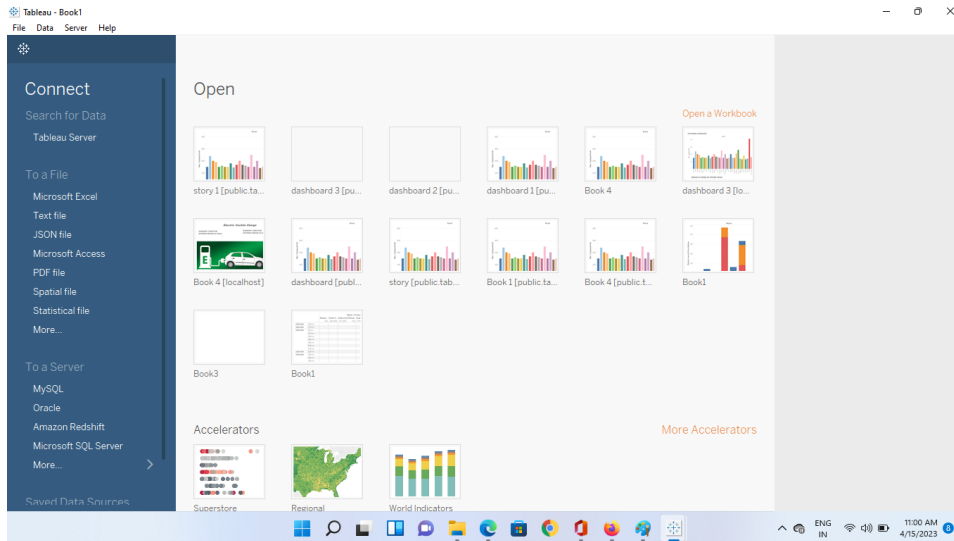 Tableau - Book1
File Data Server Help
Connect
Search for Data
Tableau Server
To a File
Microsoft Excel
Text file
JSON file
Microsoft Access
PDF file
Spatial file
Statistical file
More...
To a Server
MySQL
Oracle
Amazon Redshift
Microsoft SQL Server
More...
Saved Data Sources
Open
Open a Workbook
story 1 [public.ta...
dashboard 3 [pu...
dashboard 2 [pu...
dashboard 1 [pu...
Book 4
dashboard 3 [lo...
Book 4 [localhost]
dashboard [publ...
story [public.tab...
Book 1 [public.ta...
Book 4 [public.t...
Book1
Book3
Book1
Accelerators
More Accelerators
Superstore
Regional
World Indicators
ENG
IN
11:00 AM
4/15/2023
8